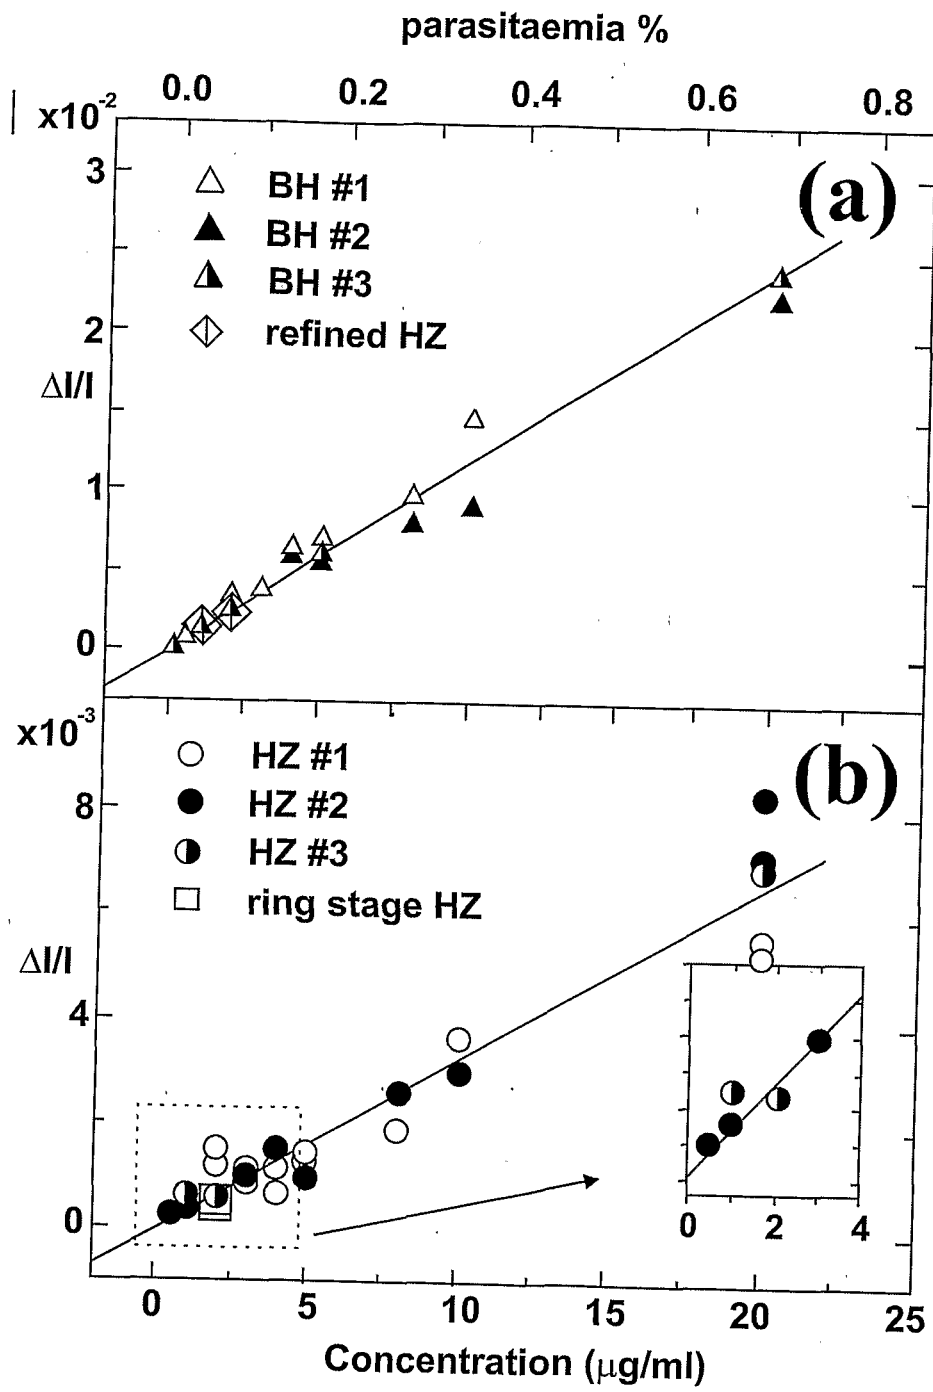 parasitaemia %
0.0 0.2 0.4 0.6 0.8
x10-2
(a)
3
BH #1
BH #2
BH #3
refined HZ
2
ΔI/I
1
0
x10-3
(b)
HZ #1
HZ #2
HZ #3
ring stage HZ
8
ΔI/I
4
0
0 2 4
0 5 10 15 20 25
Concentration (μg/ml)